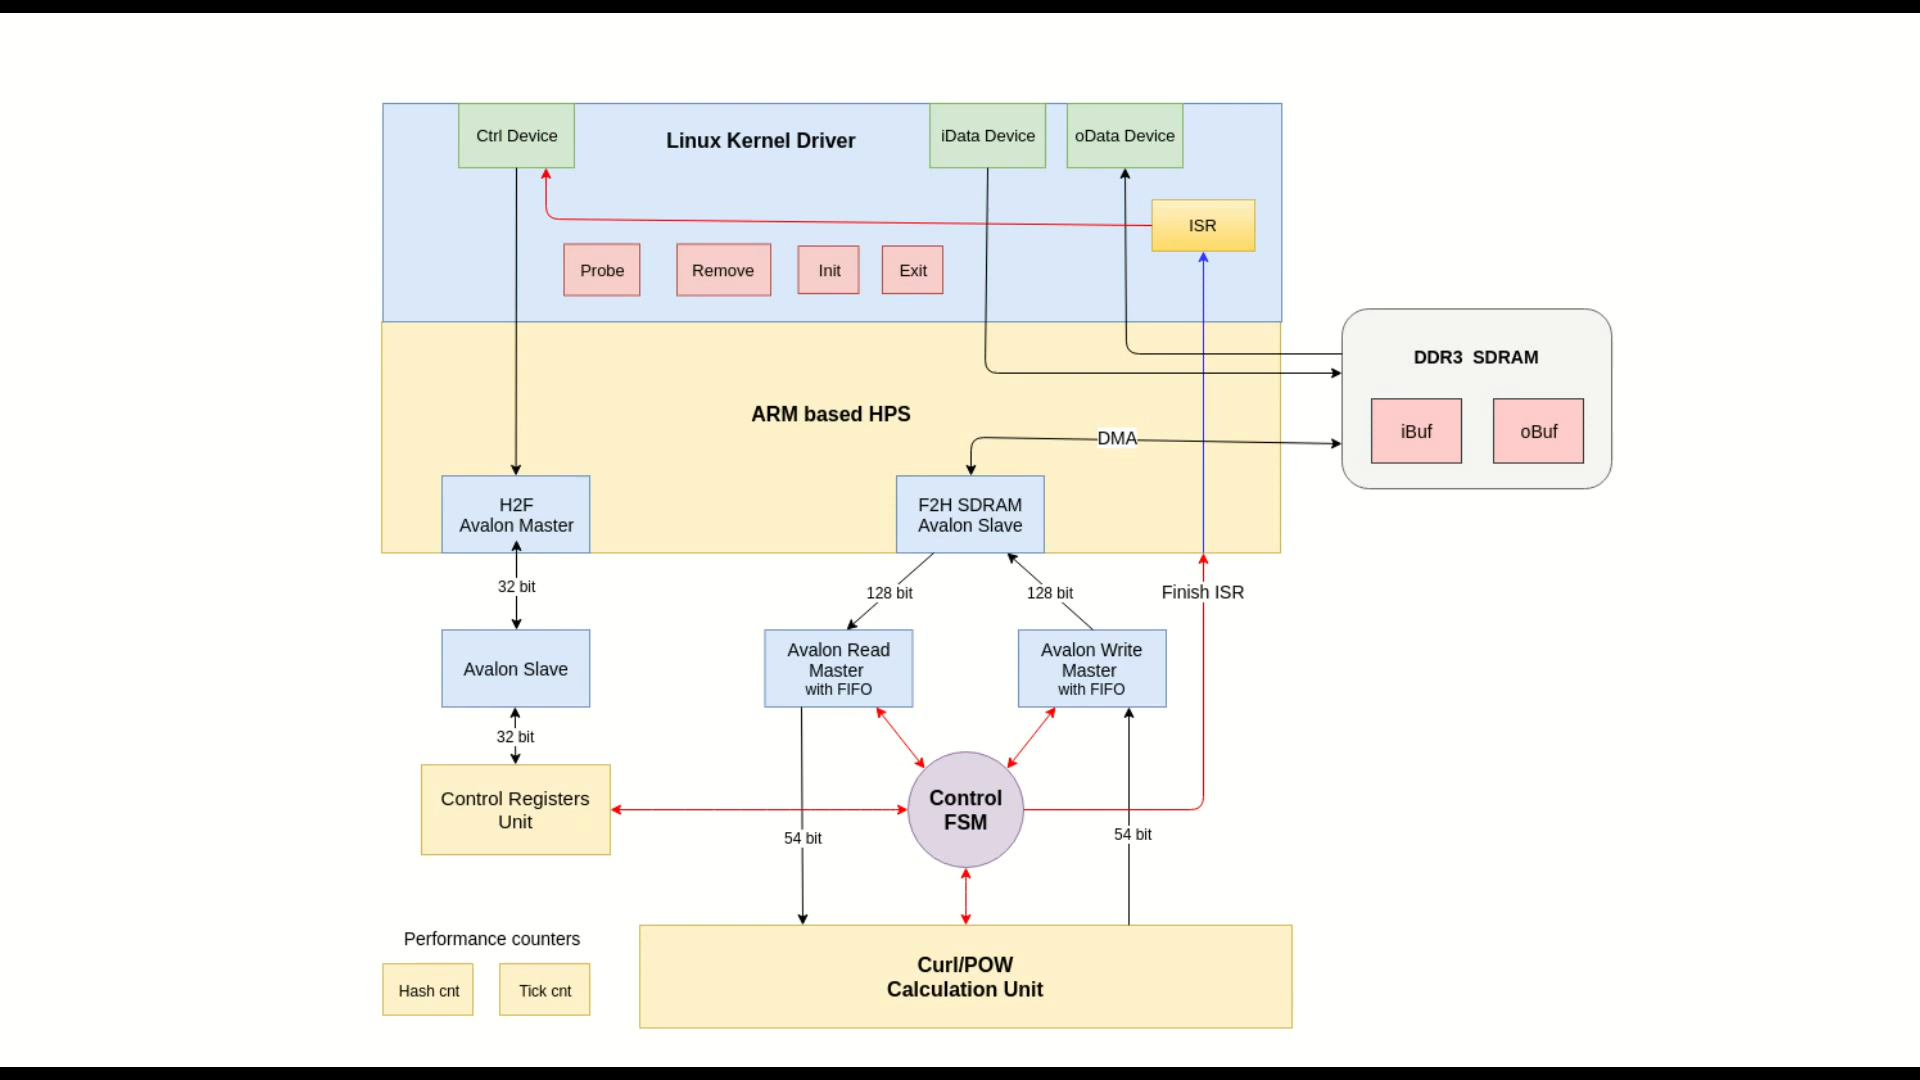 Ctrl Device
Linux Kernel Driver
iData Device
oData Device
ISR
Probe
Remove
Init
Exit
DDR3 SDRAM
iBuf
oBuf
ARM based HPS
DMA
H2F
Avalon Master
F2H SDRAM
Avalon Slave
32 bit
128 bit
128 bit
Finish ISR
Avalon Slave
Avalon Read
Master
with FIFO
Avalon Write
Master
with FIFO
32 bit
Control Registers
Unit
Control
FSM
54 bit
54 bit
Performance counters
Hash cnt
Tick cnt
Curl/POW
Calculation Unit